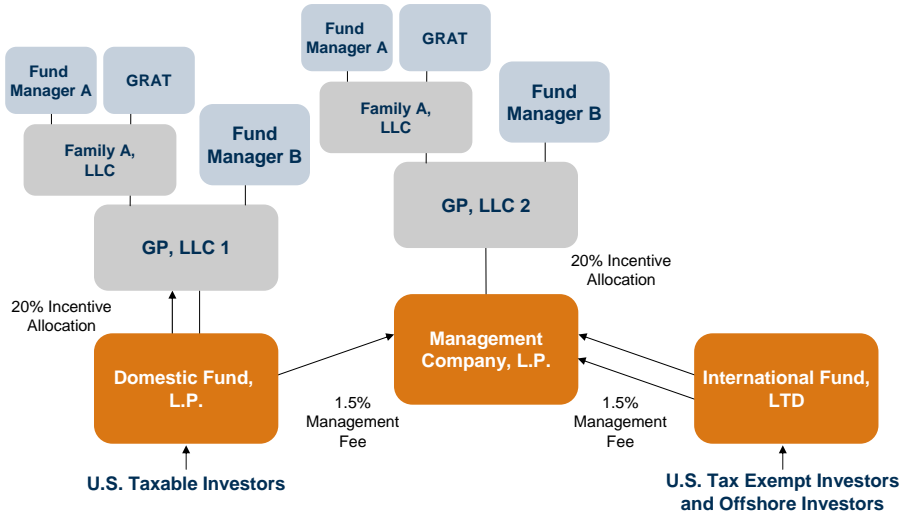 Fund
Manager A
GRAT
Family A,
LLC
Fund
Manager B
GP, LLC 1
20% Incentive
Allocation
Domestic Fund,
L.P.
U.S. Taxable Investors
Fund
Manager A
GRAT
Family A,
LLC
Fund
Manager B
GP, LLC 2
20% Incentive
Allocation
Management
Company, L.P.
1.5%
Management
Fee
1.5%
Management
Fee
International Fund,
LTD
U.S. Tax Exempt Investors
and Offshore Investors